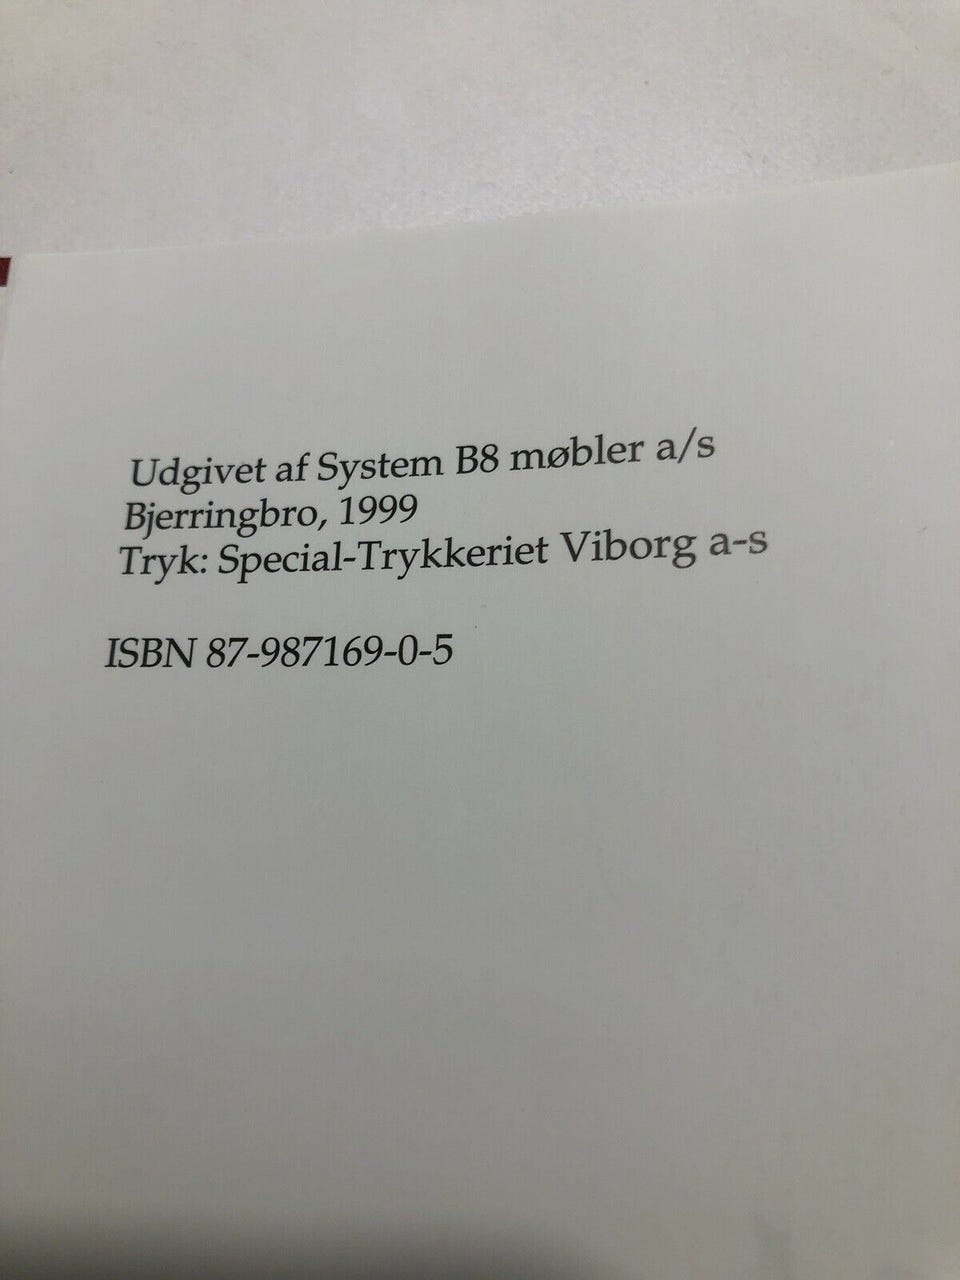 Udgivet af System B8 møbler a/s
Bjerringbro, 1999
Tryk: Special-Trykkeriet Viborg a-s
ISBN 87-987169-0-5